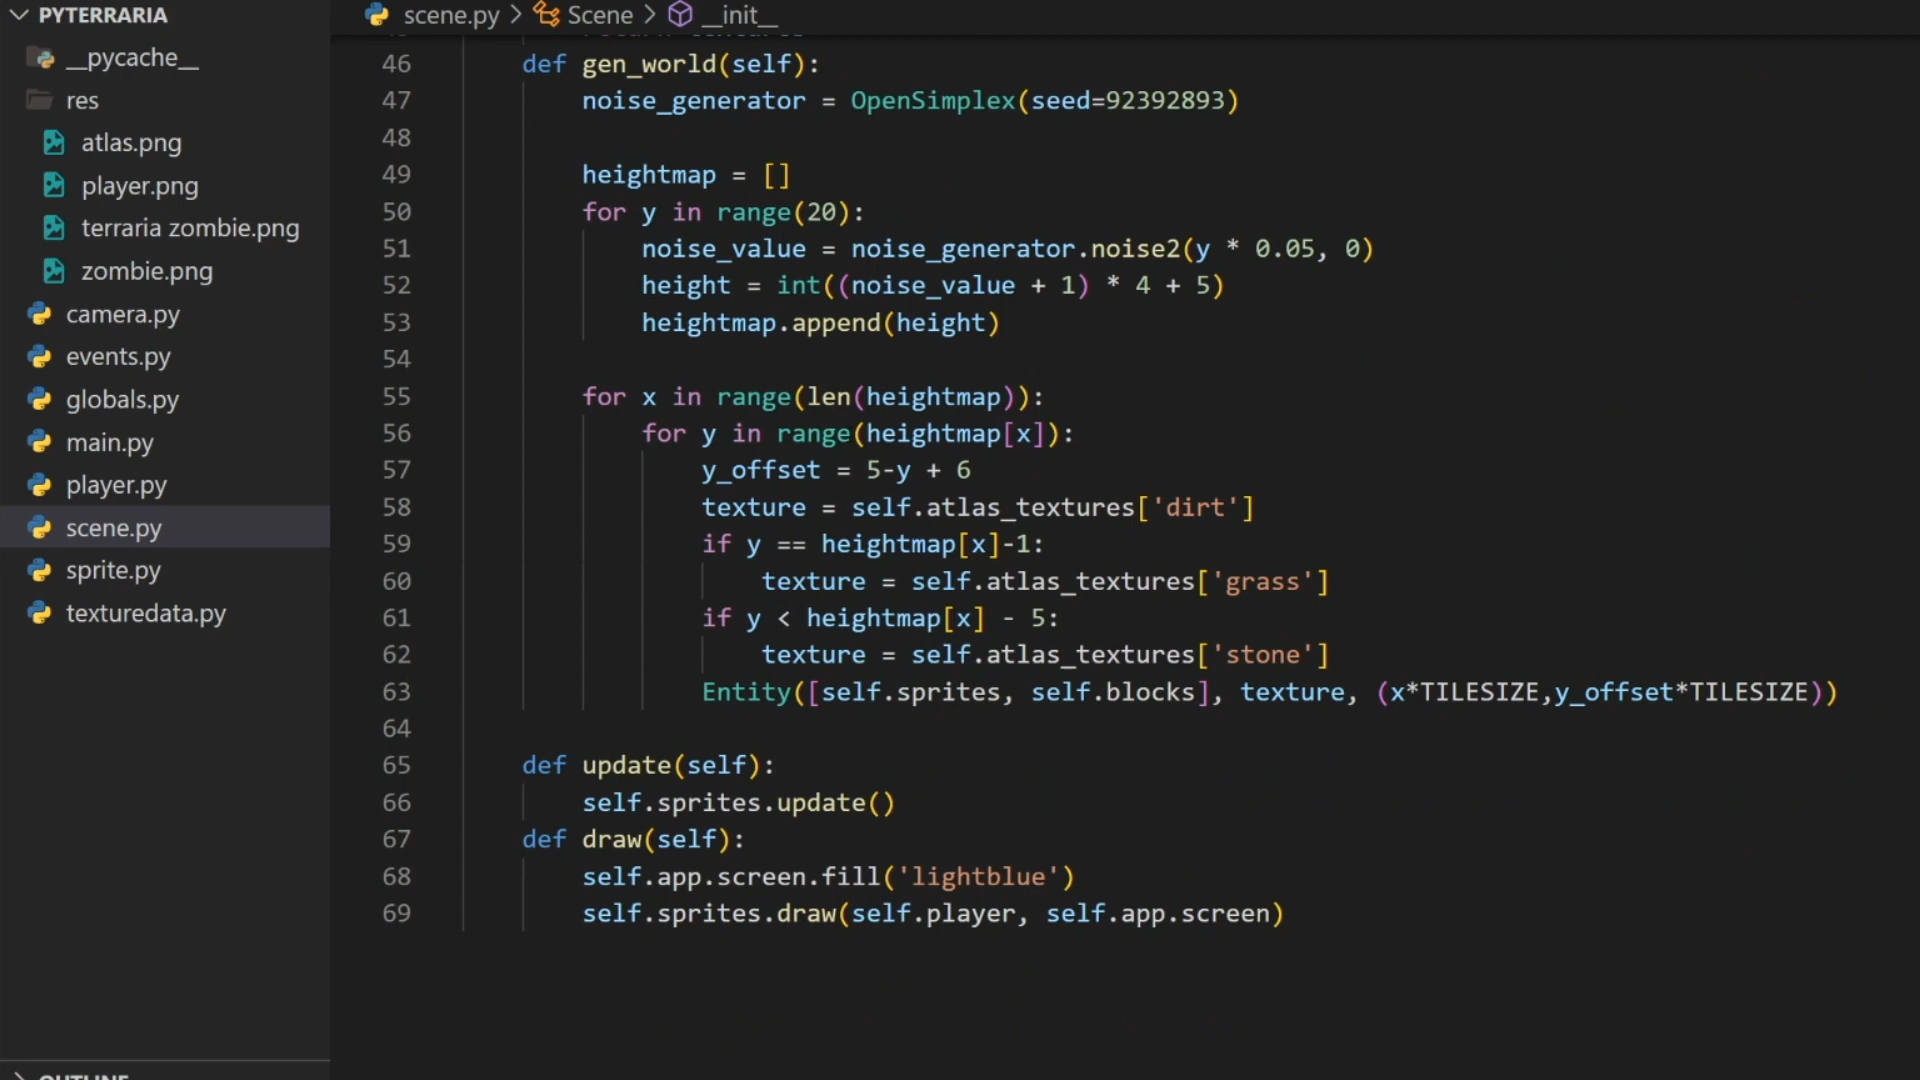 PYTERRARIA
__pycache__
res
atlas.png
player.png
terraria zombie.png
zombie.png
camera.py
events.py
globals.py
main.py
player.py
scene.py
sprite.py
texturedata.py
OUTLINE
scene.py > Scene > __init__
46 def gen_world(self):
47 noise_generator = OpenSimplex(seed=92392893)
48
49 heightmap = []
50 for y in range(20):
51 noise_value = noise_generator.noise2(y * 0.05, 0)
52 height = int((noise_value + 1) * 4 + 5)
53 heightmap.append(height)
54
55 for x in range(len(heightmap)):
56 for y in range(heightmap[x]):
57 y_offset = 5-y + 6
58 texture = self.atlas_textures['dirt']
59 if y == heightmap[x]-1:
60 texture = self.atlas_textures['grass']
61 if y < heightmap[x] - 5:
62 texture = self.atlas_textures['stone']
63 Entity([self.sprites, self.blocks], texture, (x*TILESIZE,y_offset*TILESIZE))
64
65 def update(self):
66 self.sprites.update()
67 def draw(self):
68 self.app.screen.fill('lightblue')
69 self.sprites.draw(self.player, self.app.screen)